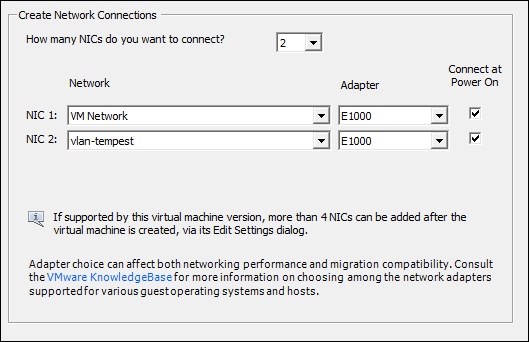 Create Network Connections
How many NICs do you want to connect? 2
Network Adapter Connect at Power On
NIC 1: VM Network E1000
NIC 2: vlan-tempest E1000
If supported by this virtual machine version, more than 4 NICs can be added after the
virtual machine is created, via its Edit Settings dialog.
Adapter choice can affect both networking performance and migration compatibility. Consult
the VMware KnowledgeBase for more information on choosing among the network adapters
supported for various guest operating systems and hosts.